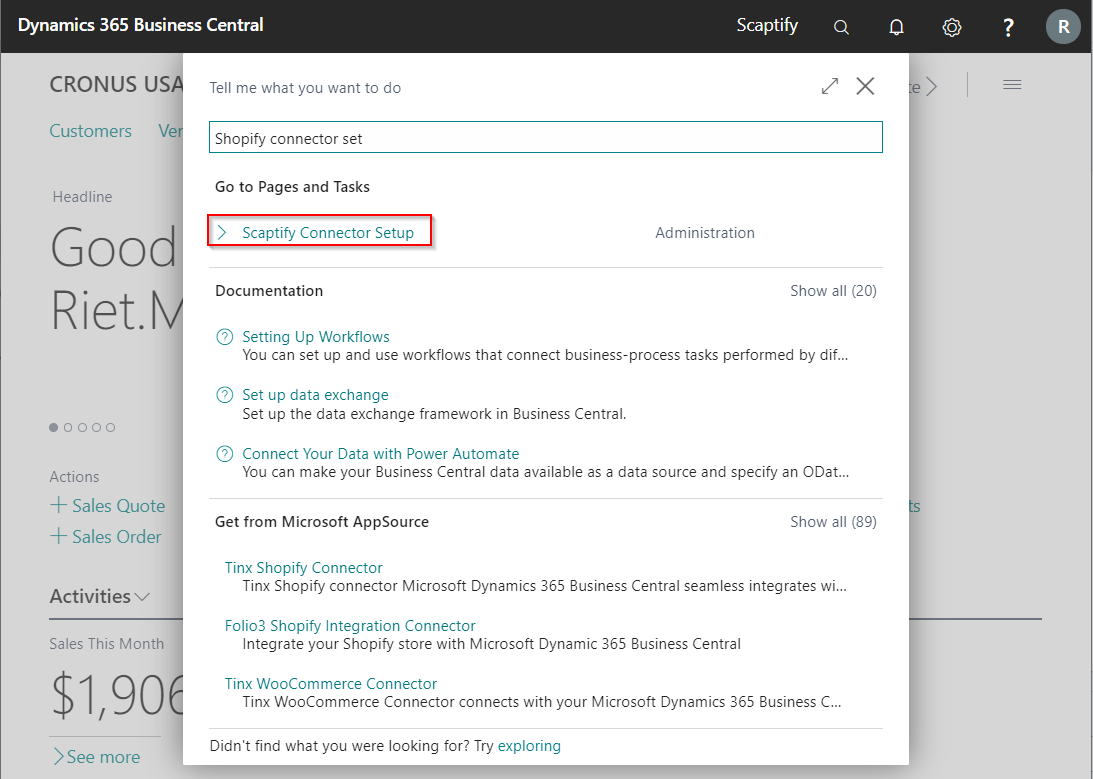 Dynamics 365 Business Central
Scaptify
?
R
CRONUS USA
Customers
Tell me what you want to do
Shopify connector set
Go to Pages and Tasks
Scaptify Connector Setup Administration
Documentation Show all (20)
? Setting Up Workflows
You can set up and use workflows that connect business-process tasks performed by dif...
? Set up data exchange
Set up the data exchange framework in Business Central.
? Connect Your Data with Power Automate
You can make your Business Central data available as a data source and specify an ODat...
Get from Microsoft AppSource Show all (89)
Tinx Shopify Connector
Tinx Shopify connector Microsoft Dynamics 365 Business Central seamless integrates wi...
Folio3 Shopify Integration Connector
Integrate your Shopify store with Microsoft Dynamic 365 Business Central
Tinx WooCommerce Connector
Tinx WooCommerce Connector connects with your Microsoft Dynamics 365 Business C...
Didn't find what you were looking for? Try exploring
Headline
Good
Riet.M
Actions
+ Sales Quote
+ Sales Order
Activities
Sales This Month
$1,906
See more